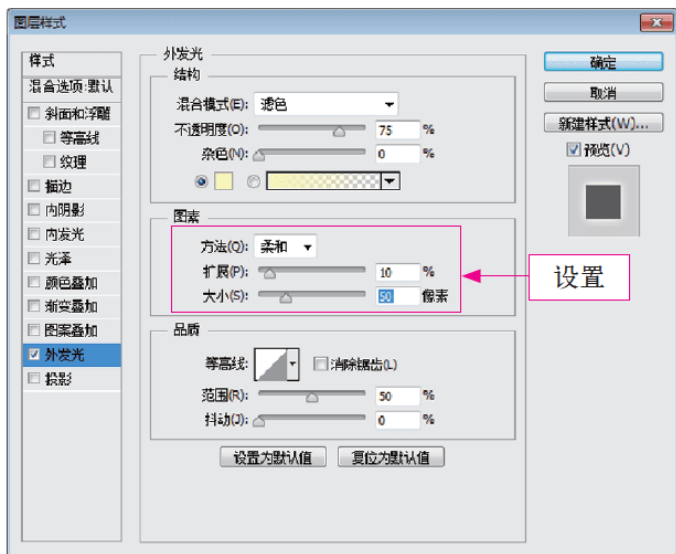 图层样式
样式
混合选项:默认
斜面和浮雕
等高线
纹理
描边
内阴影
内发光
光泽
颜色叠加
渐变叠加
图案叠加
外发光
投影
外发光
结构
混合模式(E): 滤色
不透明度(O): 75 %
杂色(N): 0 %
图素
方法(Q): 柔和
扩展(P): 10 %
大小(S): 50 像素
品质
等高线: 消除锯齿(L)
范围(R): 50 %
抖动(J): 0 %
设置为默认值 复位为默认值
确定
取消
新建样式(W)...
预览(V)
设置